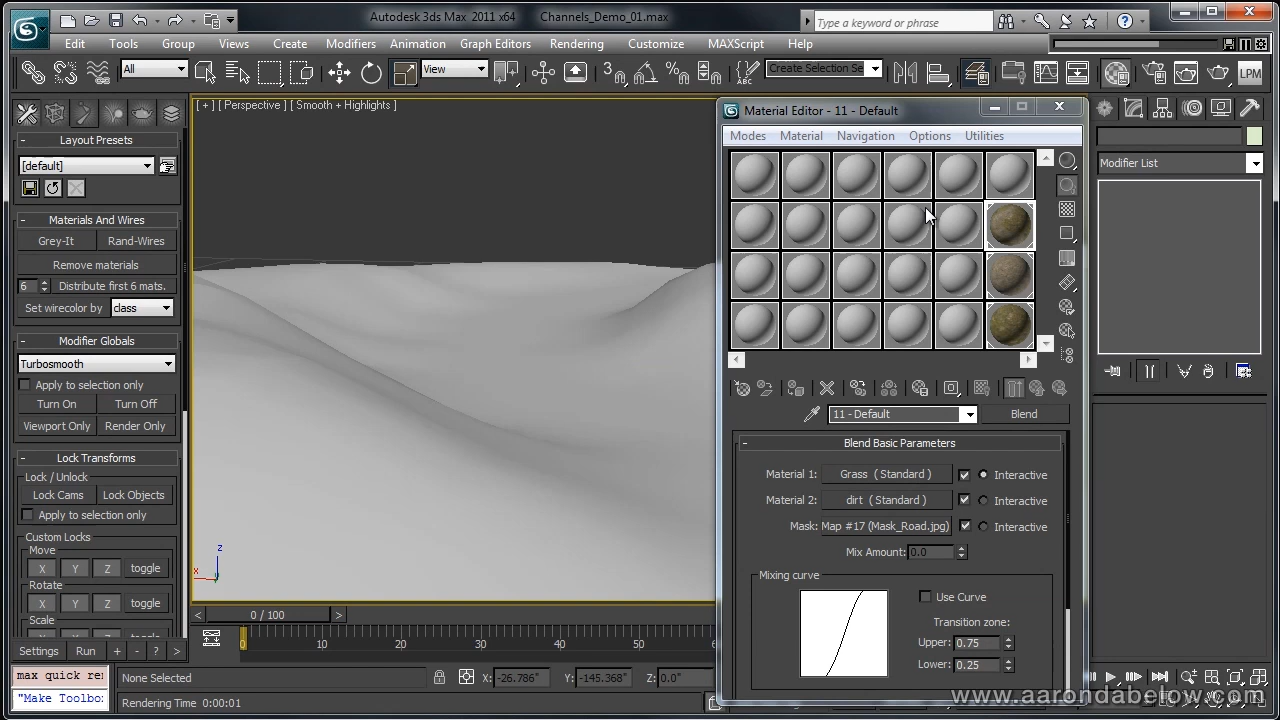 Autodesk 3ds Max 2011 x64 Channels_Demo_01.max
Type a keyword or phrase
Edit Tools Group Views Create Modifiers Animation Graph Editors Rendering Customize MAXScript Help
All View Create Selection Se LPM
[ + ] [ Perspective ] [ Smooth + Highlights ]
Layout Presets
[default]
Materials And Wires
Grey-It Rand-Wires
Remove materials
6 Distribute first 6 mats.
Set wirecolor by class
Modifier Globals
Turbosmooth
Apply to selection only
Turn On Turn Off
Viewport Only Render Only
Lock Transforms
Lock / Unlock
Lock Cams Lock Objects
Apply to selection only
Custom Locks
Move
X Y Z toggle
Rotate
X Y Z toggle
Scale
Settings Run + - ? >
z
x
Material Editor - 11 - Default
Modes Material Navigation Options Utilities
11 - Default Blend
Blend Basic Parameters
Material 1: Grass ( Standard ) Interactive
Material 2: dirt ( Standard ) Interactive
Mask: Map #17 (Mask_Road.jpg) Interactive
Mix Amount: 0.0
Mixing curve
Use Curve
Transition zone:
Upper: 0.75
Lower: 0.25
Modifier List
< 0 / 100 >
0 10 20 30 40 50
max quick re
"Make Toolbo
None Selected
X: -26.786" Y: -145.368" Z: 0.0"
Rendering Time 0:00:01
www.aarondabelow.com